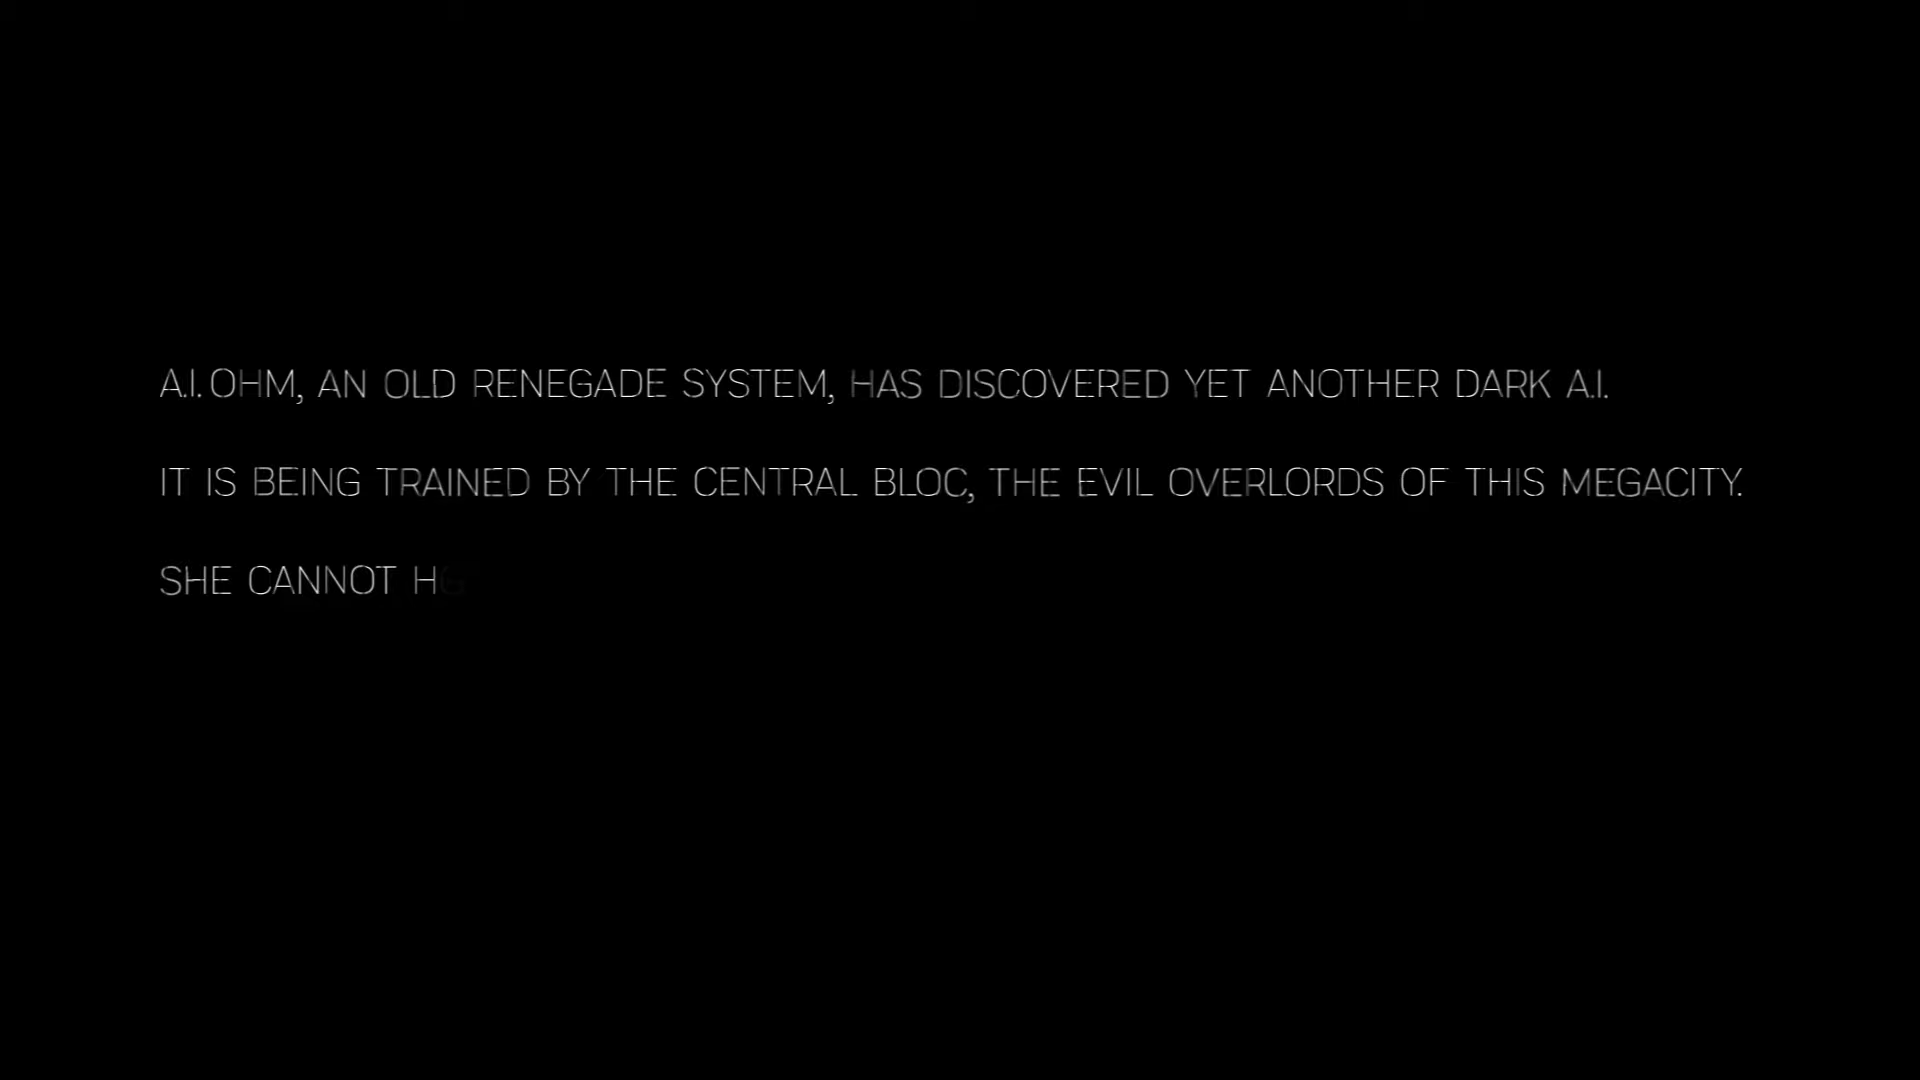 A.I. OHM, AN OLD RENEGADE SYSTEM, HAS DISCOVERED YET ANOTHER DARK A.I.
IT IS BEING TRAINED BY THE CENTRAL BLOC, THE EVIL OVERLORDS OF THIS MEGACITY.
SHE CANNOT H